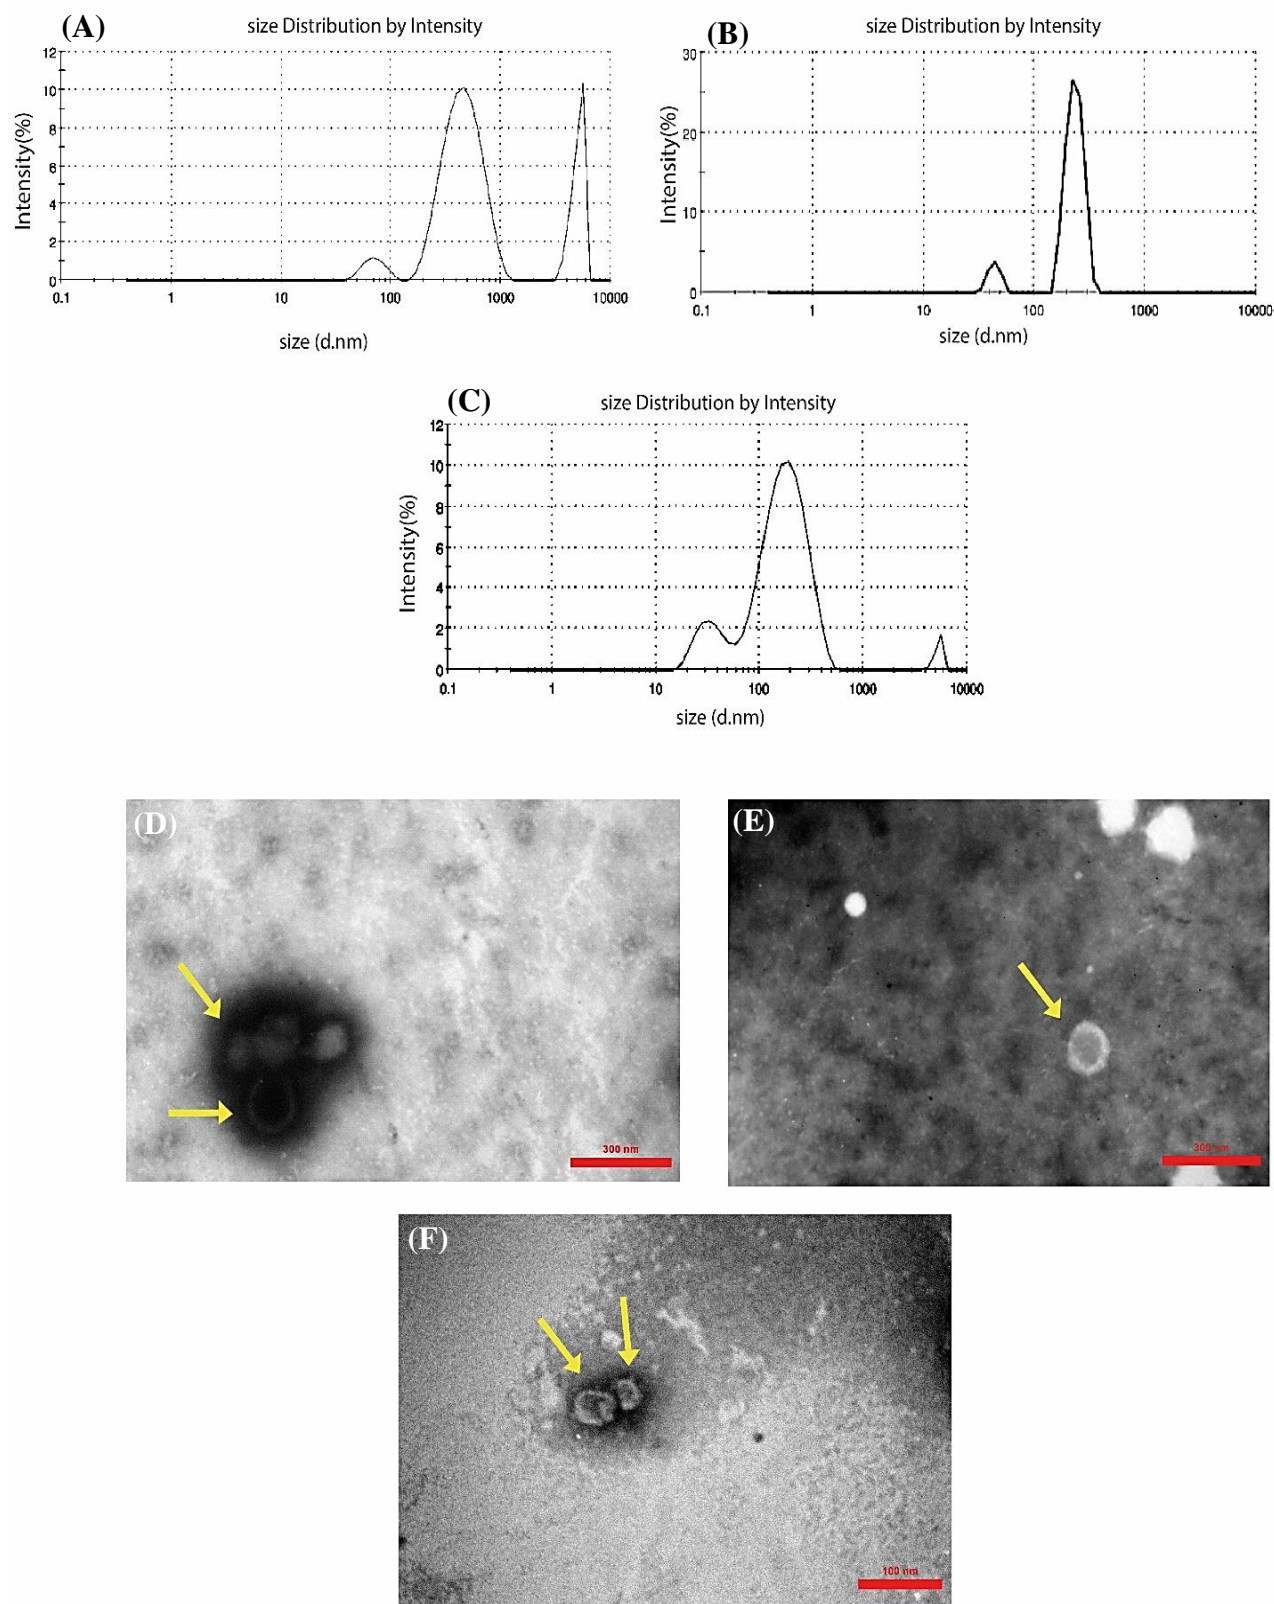 (A)
size Distribution by Intensity
12
10
8
6
4
2
0
Intensity(%)
0.1 1 10 100 1000 10000
size (d.nm)
(B)
size Distribution by Intensity
30
20
10
0
Intensity(%)
0.1 1 10 100 1000 10000
size (d.nm)
(C)
size Distribution by Intensity
12
10
8
6
4
2
0
Intensity(%)
0.1 1 10 100 1000 10000
size (d.nm)
(D)
300 nm
(E)
300 nm
(F)
100 nm